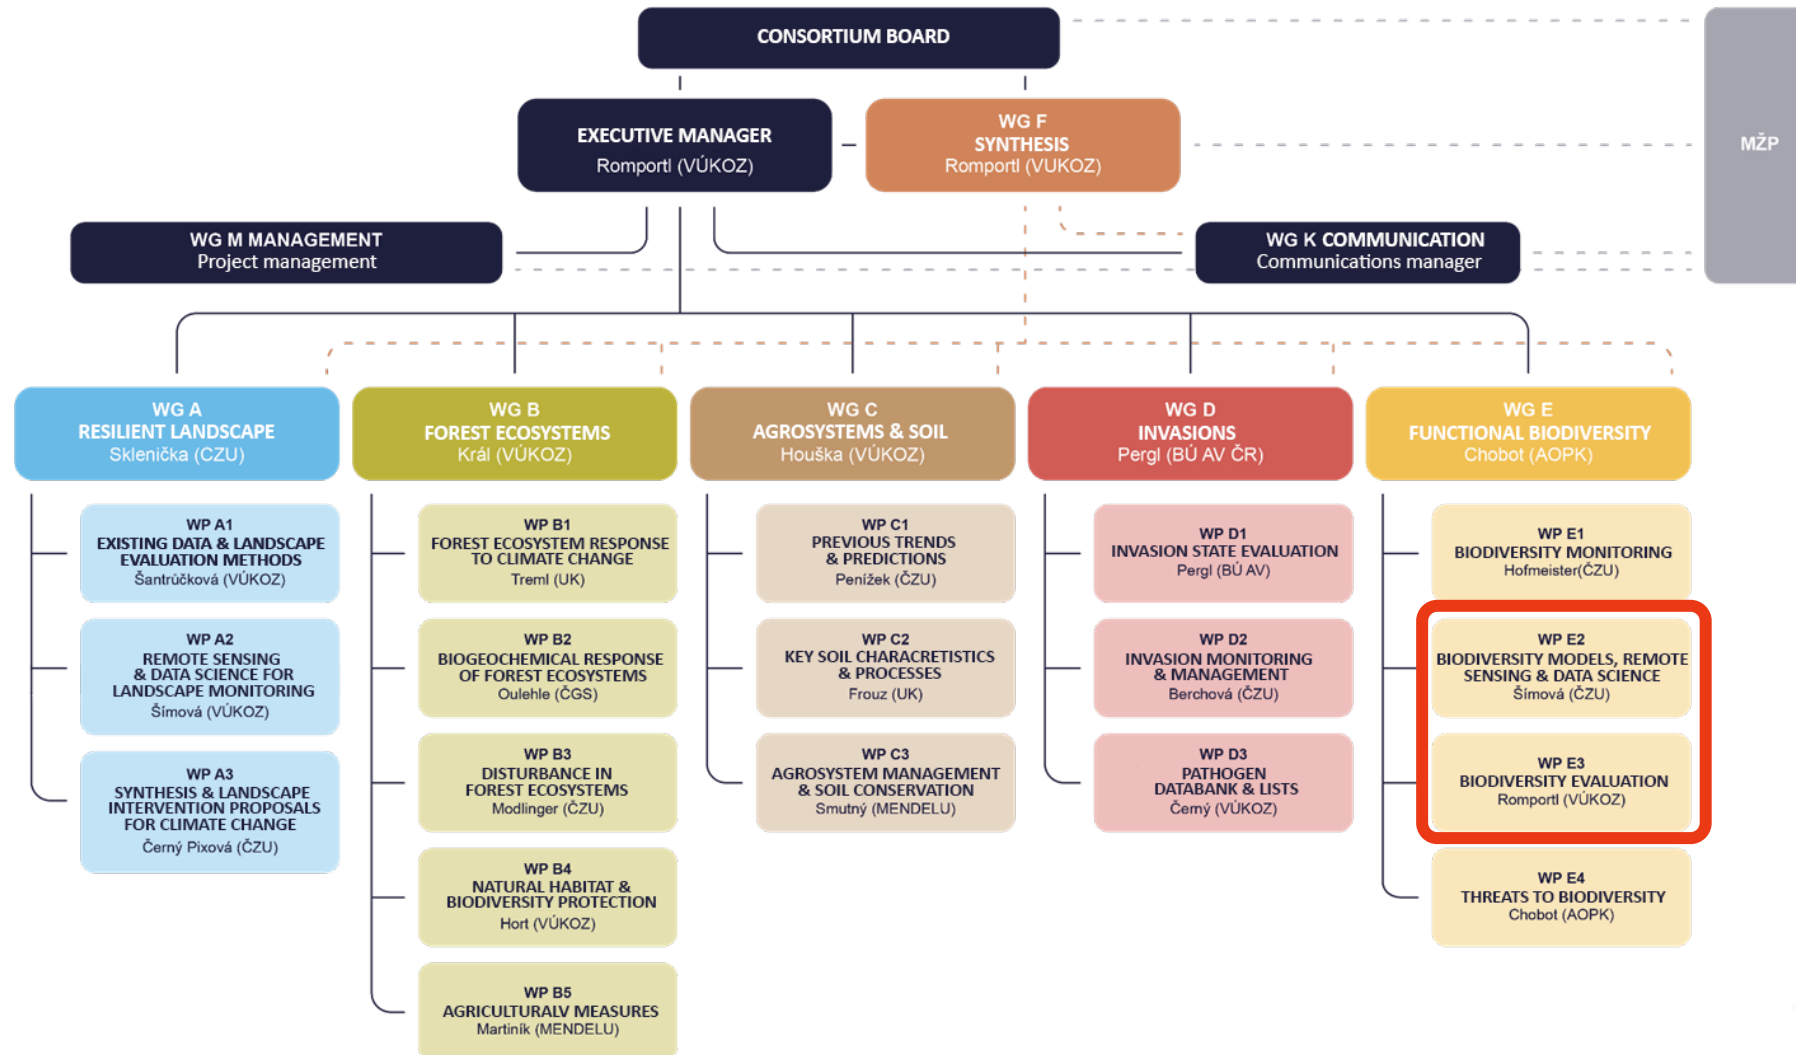 CONSORTIUM BOARD
EXECUTIVE MANAGER
Romportl (VÚKOZ)
WG F
SYNTHESIS
Romportl (VUKOZ)
MŽP
WG M MANAGEMENT
Project management
WG K COMMUNICATION
Communications manager
WG A
RESILIENT LANDSCAPE
Sklenička (CZU)
WP A1
EXISTING DATA & LANDSCAPE
EVALUATION METHODS
Šantrůčková (VÚKOZ)
WP A2
REMOTE SENSING
& DATA SCIENCE FOR
LANDSCAPE MONITORING
Šímová (VÚKOZ)
WP A3
SYNTHESIS & LANDSCAPE
INTERVENTION PROPOSALS
FOR CLIMATE CHANGE
Černý Pixová (ČZU)
WG B
FOREST ECOSYSTEMS
Král (VÚKOZ)
WP B1
FOREST ECOSYSTEM RESPONSE
TO CLIMATE CHANGE
Treml (UK)
WP B2
BIOGEOCHEMICAL RESPONSE
OF FOREST ECOSYSTEMS
Oulehle (ČGS)
WP B3
DISTURBANCE IN
FOREST ECOSYSTEMS
Modlinger (ČZU)
WP B4
NATURAL HABITAT &
BIODIVERSITY PROTECTION
Hort (VÚKOZ)
WP B5
AGRICULTURALV MEASURES
Martiník (MENDELU)
WG C
AGROSYSTEMS & SOIL
Houška (VÚKOZ)
WP C1
PREVIOUS TRENDS
& PREDICTIONS
Penížek (ČZU)
WP C2
KEY SOIL CHARACRETISTICS
& PROCESSES
Frouz (UK)
WP C3
AGROSYSTEM MANAGEMENT
& SOIL CONSERVATION
Smutný (MENDELU)
WG D
INVASIONS
Pergl (BÚ AV ČR)
WP D1
INVASION STATE EVALUATION
Pergl (BÚ AV)
WP D2
INVASION MONITORING
& MANAGEMENT
Berchová (ČZU)
WP D3
PATHOGEN
DATABANK & LISTS
Černý (VÚKOZ)
WG E
FUNCTIONAL BIODIVERSITY
Chobot (AOPK)
WP E1
BIODIVERSITY MONITORING
Hofmeister(ČZU)
WP E2
BIODIVERSITY MODELS, REMOTE
SENSING & DATA SCIENCE
Šímová (ČZU)
WP E3
BIODIVERSITY EVALUATION
Romportl (VÚKOZ)
WP E4
THREATS TO BIODIVERSITY
Chobot (AOPK)